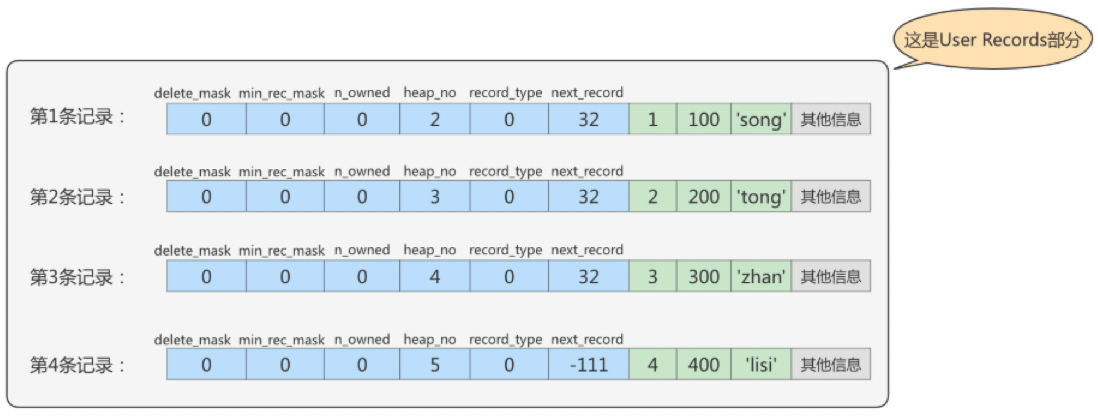 这是User Records部分
delete_mask min_rec_mask n_owned heap_no record_type next_record
第1条记录： 0 0 0 2 0 32 1 100 'song' 其他信息
delete_mask min_rec_mask n_owned heap_no record_type next_record
第2条记录： 0 0 0 3 0 32 2 200 'tong' 其他信息
delete_mask min_rec_mask n_owned heap_no record_type next_record
第3条记录： 0 0 0 4 0 32 3 300 'zhan' 其他信息
delete_mask min_rec_mask n_owned heap_no record_type next_record
第4条记录： 0 0 0 5 0 -111 4 400 'lisi' 其他信息